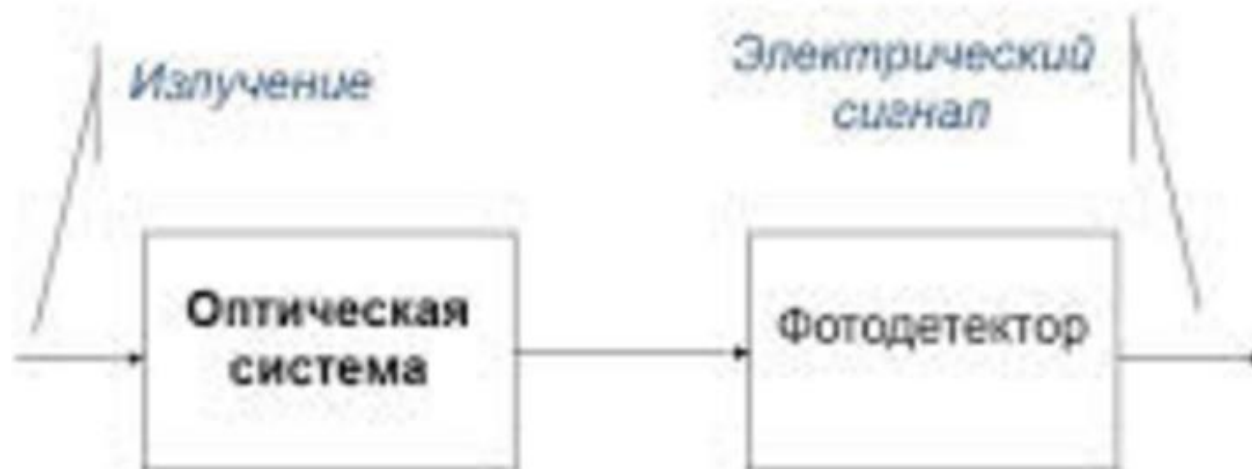 Излучение
Электрический
сигнал
Оптическая
система
Фотодетектор